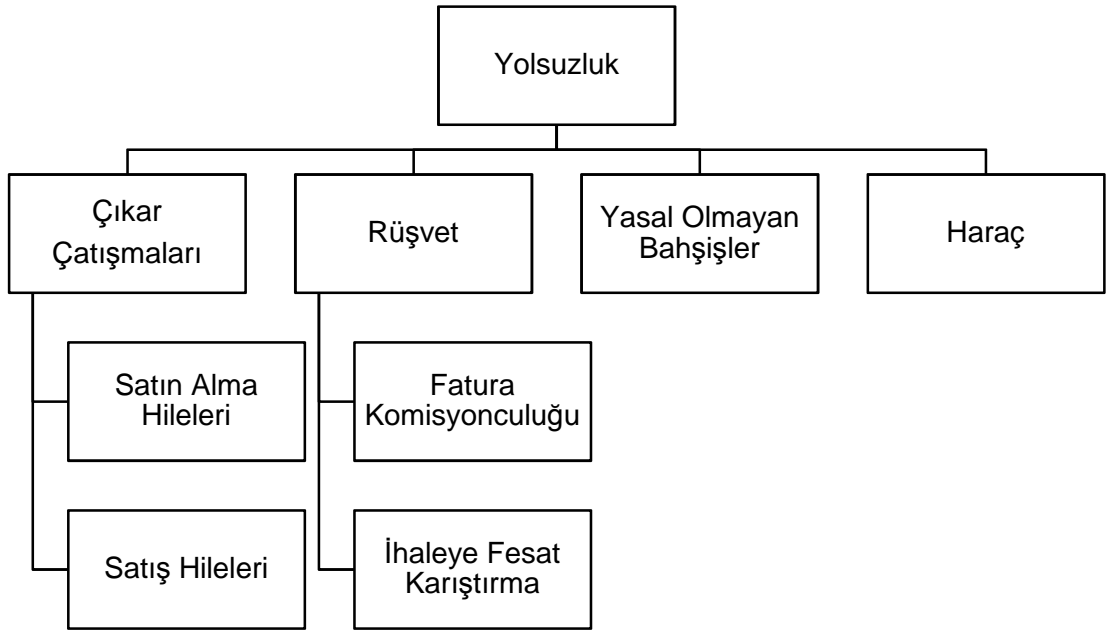 Yolsuzluk
Çıkar
Çatışmaları
Rüşvet
Yasal Olmayan
Bahşişler
Haraç
Satın Alma
Hileleri
Fatura
Komisyonculuğu
Satış Hileleri
İhaleye Fesat
Karıştırma